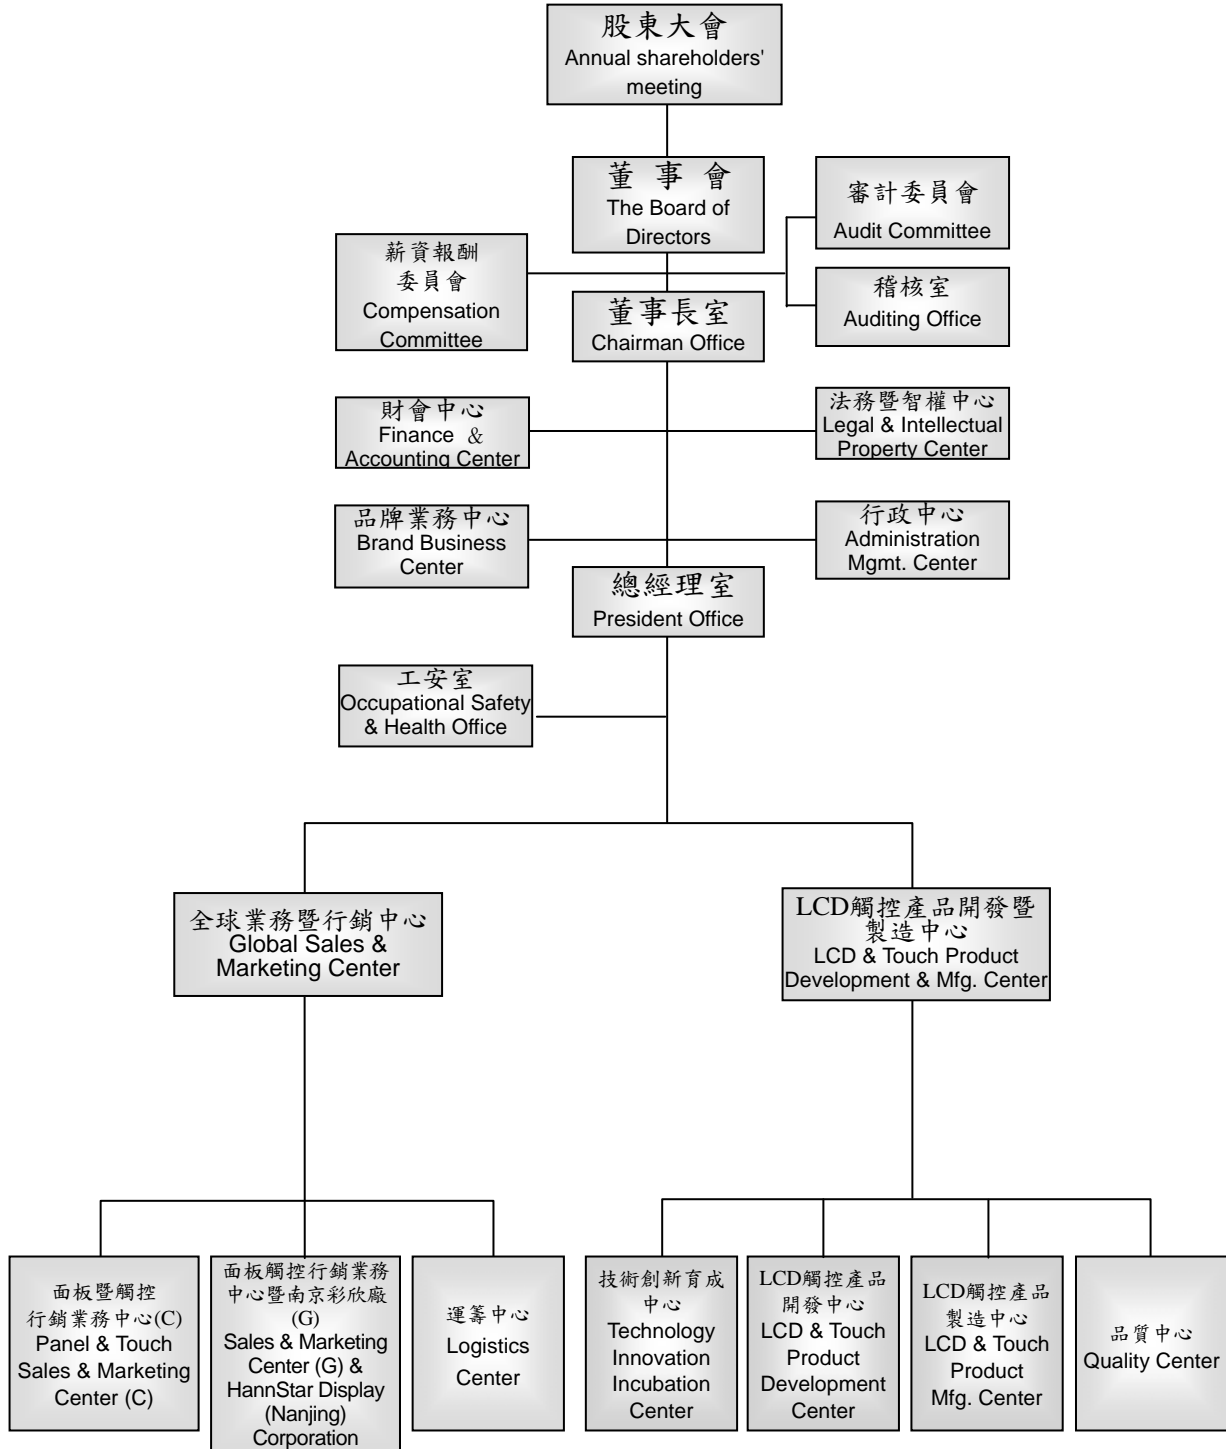 股東大會
Annual shareholders'
meeting
董 事 會
The Board of
Directors
審計委員會
Audit Committee
薪資報酬
委員會
Compensation
Committee
稽核室
Auditing Office
董事長室
Chairman Office
財會中心
Finance &
Accounting Center
法務暨智權中心
Legal & Intellectual
Property Center
品牌業務中心
Brand Business
Center
行政中心
Administration
Mgmt. Center
總經理室
President Office
工安室
Occupational Safety
& Health Office
全球業務暨行銷中心
Global Sales &
Marketing Center
LCD觸控產品開發暨
製造中心
LCD & Touch Product
Development & Mfg. Center
面板暨觸控
行銷業務中心(C)
Panel & Touch
Sales & Marketing
Center (C)
面板觸控行銷業務
中心暨南京彩欣廠
(G)
Sales & Marketing
Center (G) &
HannStar Display
(Nanjing)
Corporation
運籌中心
Logistics
Center
技術創新育成
中心
Technology
Innovation
Incubation
Center
LCD觸控產品
開發中心
LCD & Touch
Product
Development
Center
LCD觸控產品
製造中心
LCD & Touch
Product
Mfg. Center
品質中心
Quality Center